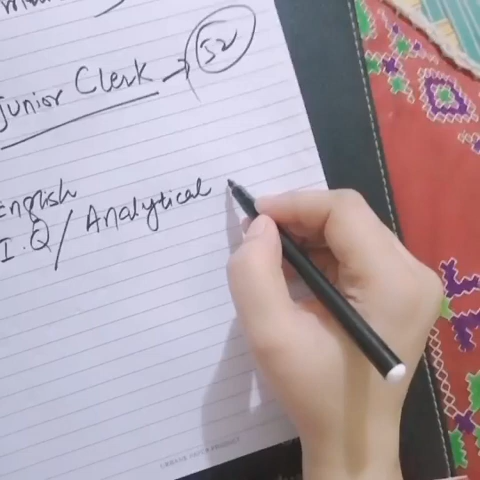 Junior Clerk → 52
English
I.Q / Analytical